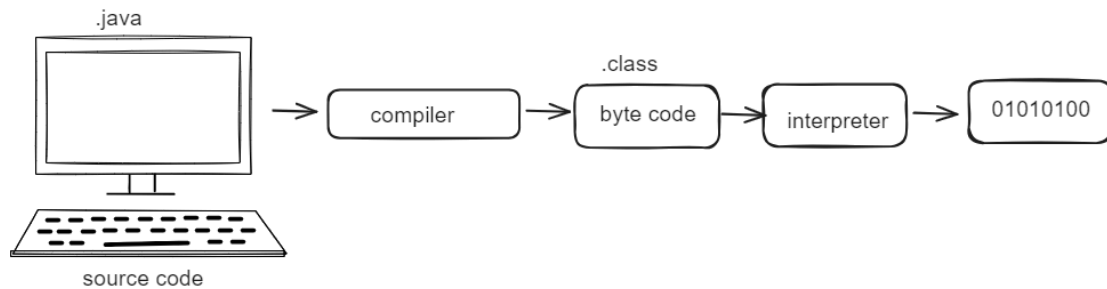 .java
source code
compiler
.class
byte code
interpreter
01010100